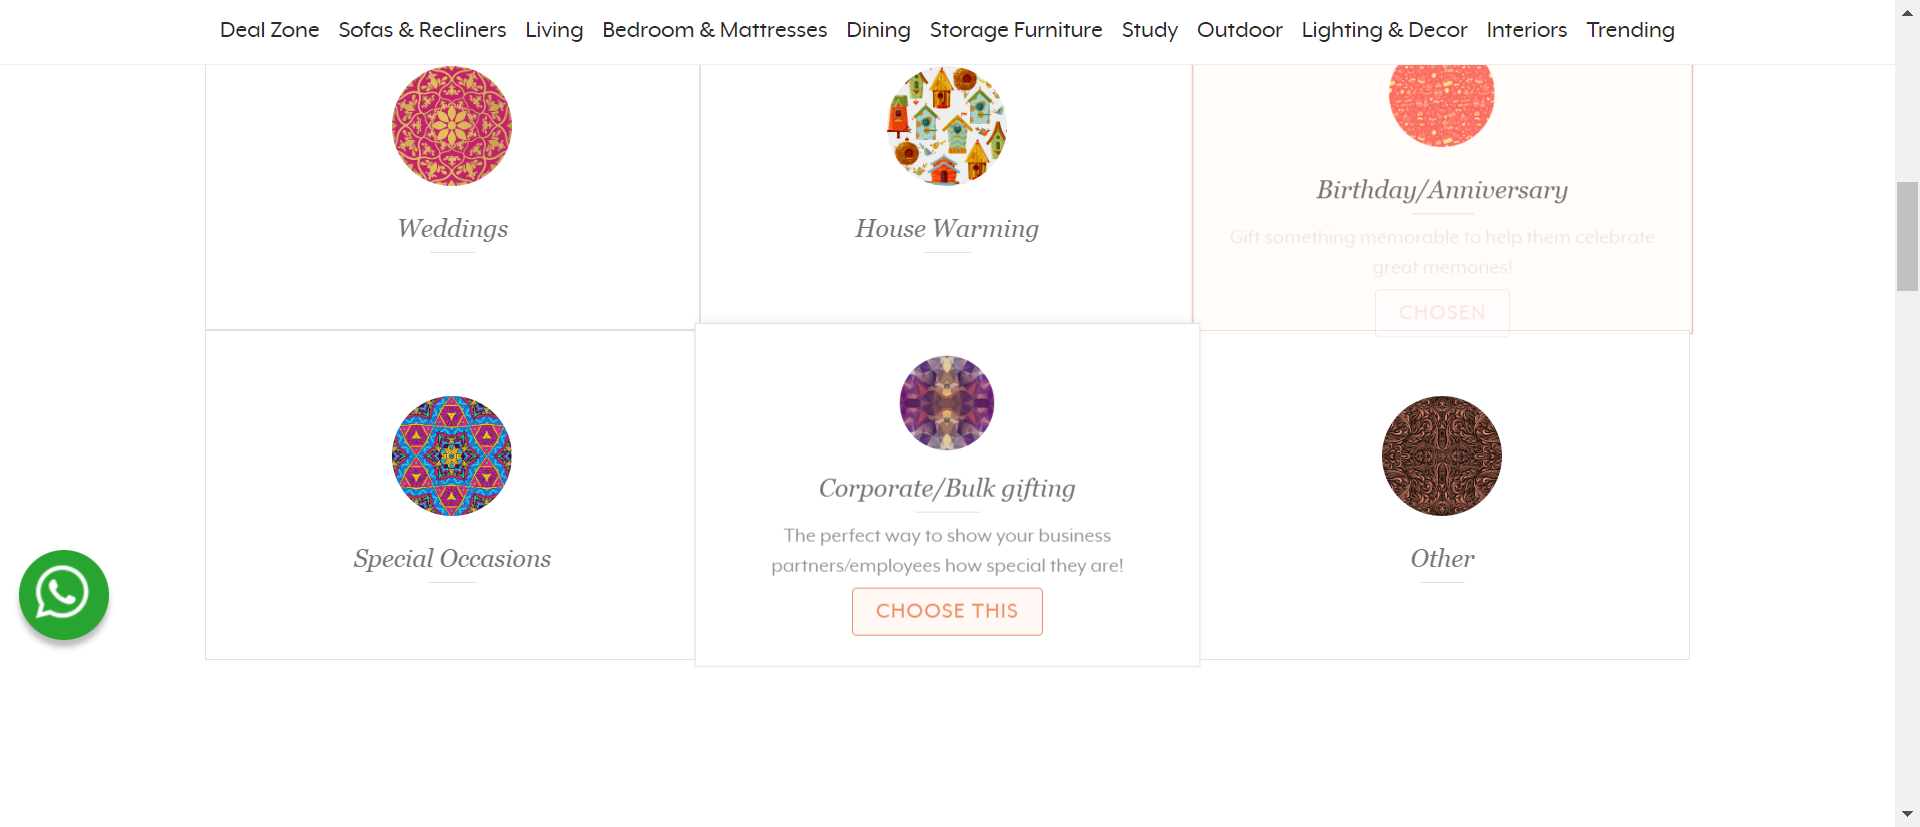 Deal Zone Sofas & Recliners Living Bedroom & Mattresses Dining Storage Furniture Study Outdoor Lighting & Decor Interiors Trending
Weddings
House Warming
Birthday/Anniversary
Gift something memorable to help them celebrate
great memories!
CHOSEN
Special Occasions
Corporate/Bulk gifting
The perfect way to show your business
partners/employees how special they are!
CHOOSE THIS
Other